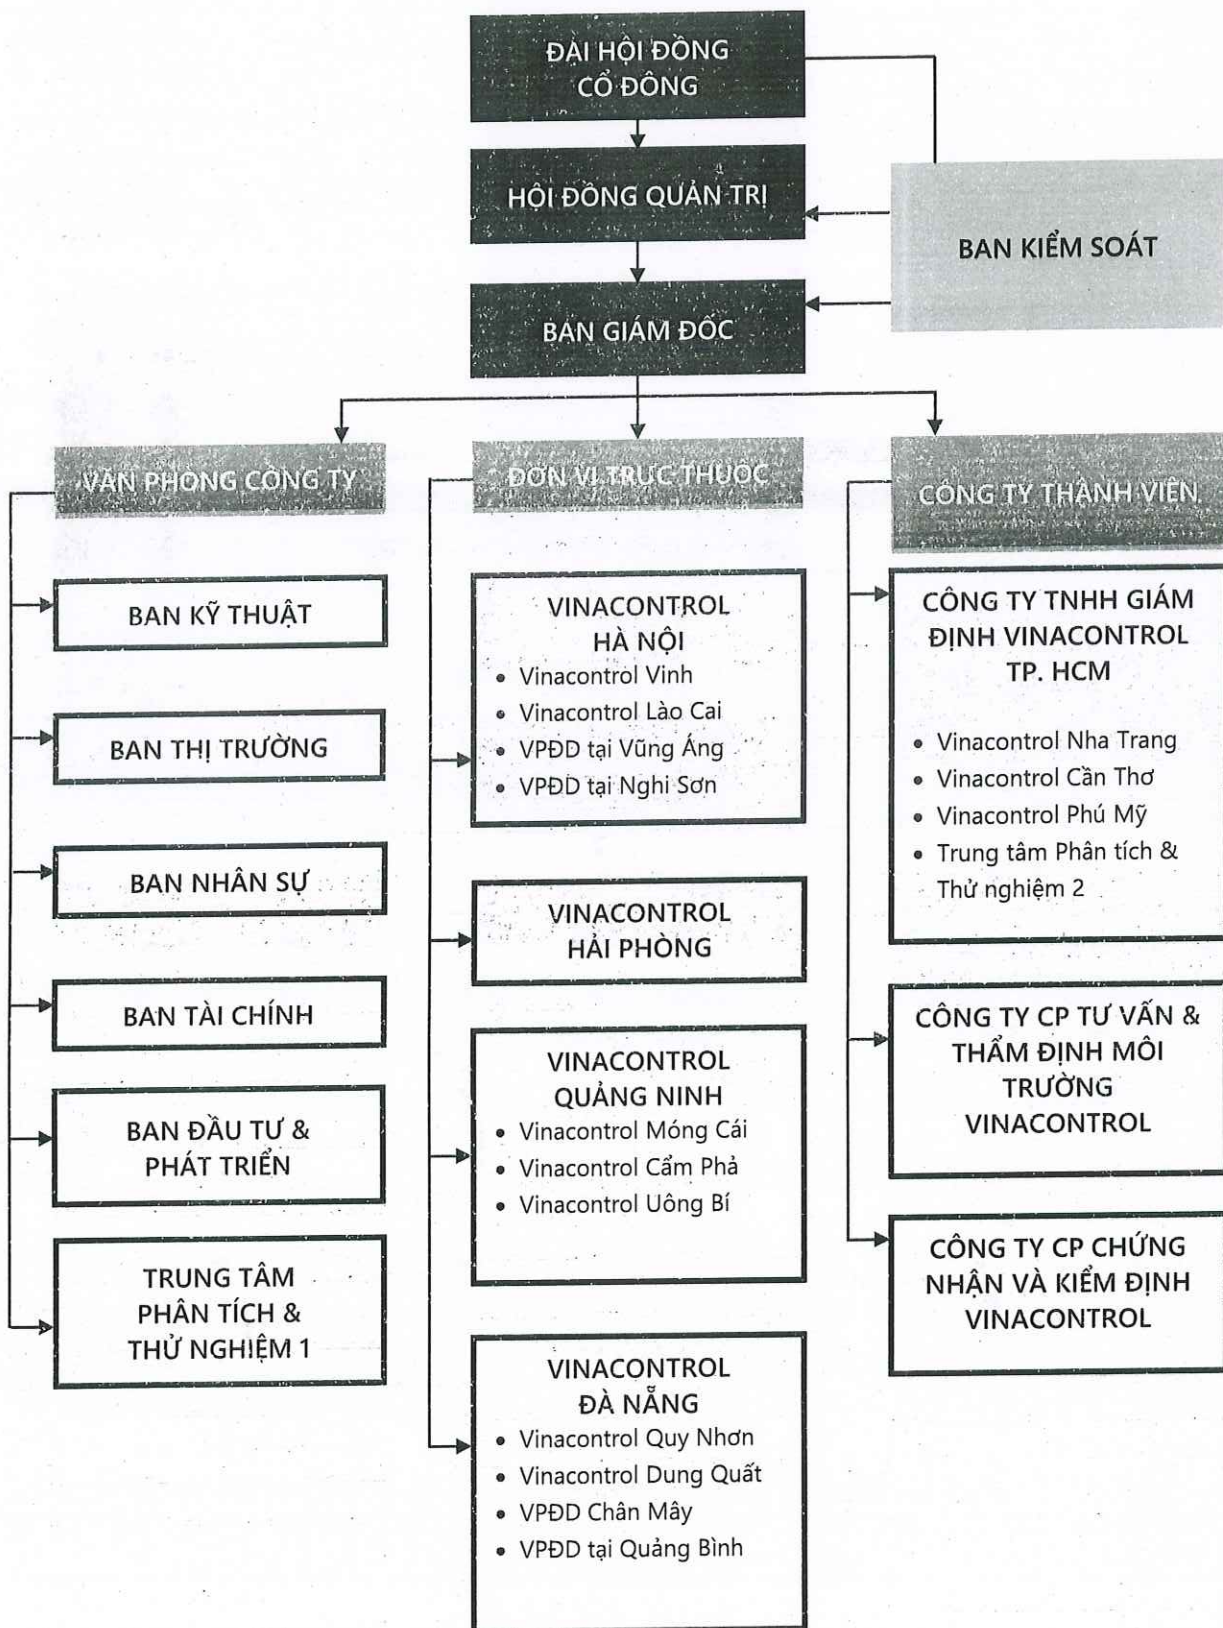 ĐẠI HỘI ĐỒNG
CỔ ĐÔNG
HỘI ĐỒNG QUẢN TRỊ
BAN KIỂM SOÁT
BAN GIÁM ĐỐC
VĂN PHÒNG CÔNG TY
ĐƠN VỊ TRỰC THUỘC
CÔNG TY THÀNH VIÊN
BAN KỸ THUẬT
BAN THỊ TRƯỜNG
BAN NHÂN SỰ
BAN TÀI CHÍNH
BAN ĐẦU TƯ &
PHÁT TRIỂN
TRUNG TÂM
PHÂN TÍCH &
THỬ NGHIỆM 1
VINACONTROL
HÀ NỘI
• Vinacontrol Vinh
• Vinacontrol Lào Cai
• VPĐD tại Vũng Áng
• VPĐD tại Nghi Sơn
VINACONTROL
HẢI PHÒNG
VINACONTROL
QUẢNG NINH
• Vinacontrol Móng Cái
• Vinacontrol Cẩm Phả
• Vinacontrol Uông Bí
VINACONTROL
ĐÀ NẴNG
• Vinacontrol Quy Nhơn
• Vinacontrol Dung Quất
• VPĐD Chân Mây
• VPĐD tại Quảng Bình
CÔNG TY TNHH GIÁM
ĐỊNH VINACONTROL
TP. HCM
• Vinacontrol Nha Trang
• Vinacontrol Cần Thơ
• Vinacontrol Phú Mỹ
• Trung tâm Phân tích &
Thử nghiệm 2
CÔNG TY CP TƯ VẤN &
THẨM ĐỊNH MÔI
TRƯỜNG
VINACONTROL
CÔNG TY CP CHỨNG
NHẬN VÀ KIỂM ĐỊNH
VINACONTROL